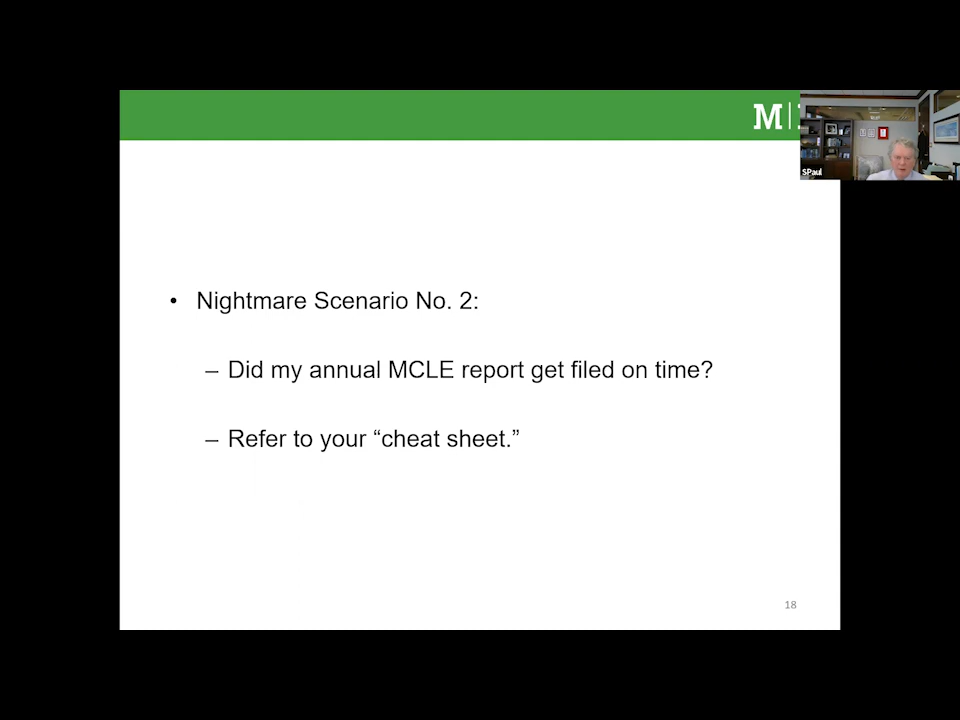 M|
SPaul
• Nightmare Scenario No. 2:
– Did my annual MCLE report get filed on time?
– Refer to your “cheat sheet.”
18